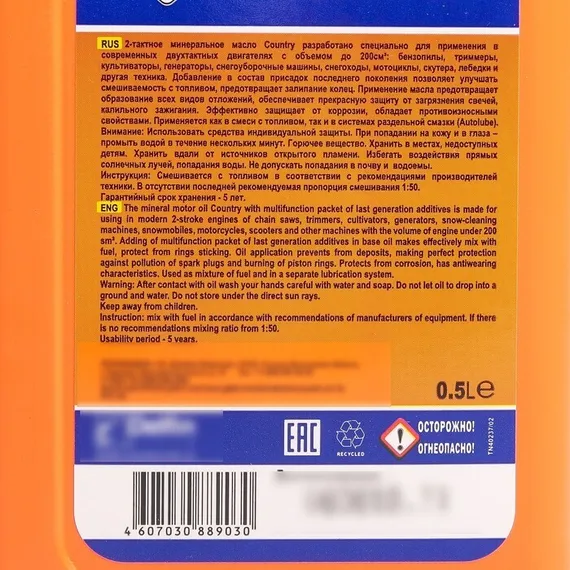 RUS 2-тактное минеральное масло Country разработано специально для применения в
современных двухтактных двигателях с объемом до 200см³: бензопилы, триммеры,
культиваторы, генераторы, снегоуборочные машины, снегоходы, мотоциклы, скутера, лебедки и
другая техника. Добавление в состав присадок последнего поколения позволяет улучшать
смешиваемость с топливом, предотвращает залипание колец. Применение масла предотвращает
образование всех видов отложений, обеспечивает прекрасную защиту от загрязнения свечей,
калильного зажигания. Эффективно защищает от коррозии, обладает противоизносными
свойствами. Применяется как в смеси с топливом, так и в системах раздельной смазки (Autolube).
Внимание: Использовать средства индивидуальной защиты. При попадании на кожу и в глаза –
промыть водой в течение нескольких минут. Горючее вещество. Хранить в местах, недоступных
детям. Хранить вдали от источников открытого пламени. Избегать воздействия прямых
солнечных лучей, попадания воды. Не допускать попадания в почву и водоемы.
Инструкция: Смешивается с топливом в соответствии с рекомендациями производителей
техники. В отсутствии последней рекомендуемая пропорция смешивания 1:50.
Гарантийный срок хранения - 5 лет.
ENG The mineral motor oil Country with multifunction packet of last generation additives is made for
using in modern 2-stroke engines of chain saws, trimmers, cultivators, generators, snow-cleaning
machines, snowmobiles, motorcycles, scooters and other machines with the volume of engine under 200
sm³. Adding of multifunction packet of last generation additives in base oil makes effectively mix with
fuel, protect from rings sticking. Oil application prevents from deposits, making perfect protection
against pollution of spark plugs and burning of piston rings. Protects from corrosion, has antiwearing
characteristics. Used as mixture of fuel and in a separate lubrication system.
Warning: After contact with oil wash your hands careful with water and soap. Do not let oil to drop into a
ground and water. Do not store under the direct sun rays.
Keep away from children.
Instruction: mix with fuel in accordance with recommendations of manufacturers of equipment. If there
is no recommendations mixing ratio from 1:50.
Usability period - 5 years.
0.5L℮
EAC
RECYCLED
ОСТОРОЖНО!
ОГНЕОПАСНО!
TN40237/02
4 607030 889030